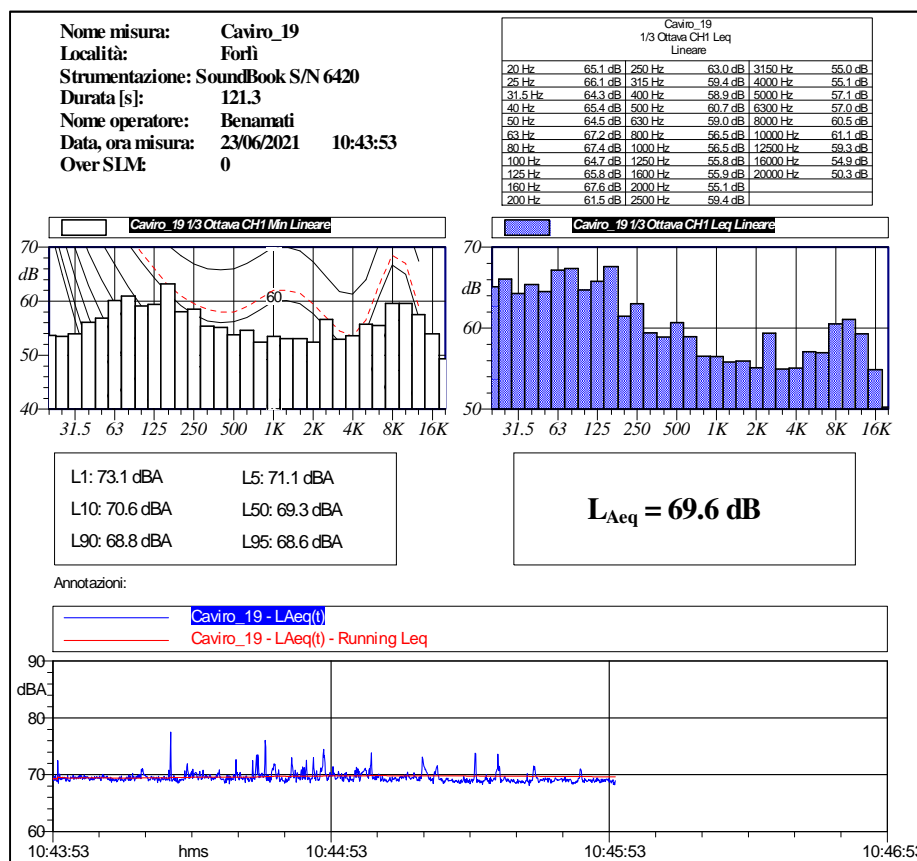 Nome misura: Caviro_19
Località: Forlì
Strumentazione: SoundBook S/N 6420
Durata [s]: 121.3
Nome operatore: Benamati
Data, ora misura: 23/06/2021 10:43:53
Over SLM: 0
Caviro_19
1/3 Ottava CH1 Leq
Lineare
20 Hz 65.1 dB 250 Hz 63.0 dB 3150 Hz 55.0 dB
25 Hz 66.1 dB 315 Hz 59.4 dB 4000 Hz 55.1 dB
31.5 Hz 64.3 dB 400 Hz 58.9 dB 5000 Hz 57.1 dB
40 Hz 65.4 dB 500 Hz 60.7 dB 6300 Hz 57.0 dB
50 Hz 64.5 dB 630 Hz 59.0 dB 8000 Hz 60.5 dB
63 Hz 67.2 dB 800 Hz 56.5 dB 10000 Hz 61.1 dB
80 Hz 67.4 dB 1000 Hz 56.5 dB 12500 Hz 59.3 dB
100 Hz 64.7 dB 1250 Hz 55.8 dB 16000 Hz 54.9 dB
125 Hz 65.8 dB 1600 Hz 55.9 dB 20000 Hz 50.3 dB
160 Hz 67.6 dB 2000 Hz 55.1 dB
200 Hz 61.5 dB 2500 Hz 59.4 dB
Caviro_19 1/3 Ottava CH1 Min Lineare
70
dB
60
50
40
60
31.5 63 125 250 500 1K 2K 4K 8K 16K
Caviro_19 1/3 Ottava CH1 Leq Lineare
70
dB
60
50
31.5 63 125 250 500 1K 2K 4K 8K 16K
L1: 73.1 dBA L5: 71.1 dBA
L10: 70.6 dBA L50: 69.3 dBA
L90: 68.8 dBA L95: 68.6 dBA
LAeq = 69.6 dB
Annotazioni:
Caviro_19 - LAeq(t)
Caviro_19 - LAeq(t) - Running Leq
90
dBA
80
70
60
10:43:53 hms 10:44:53 10:45:53 10:46:53